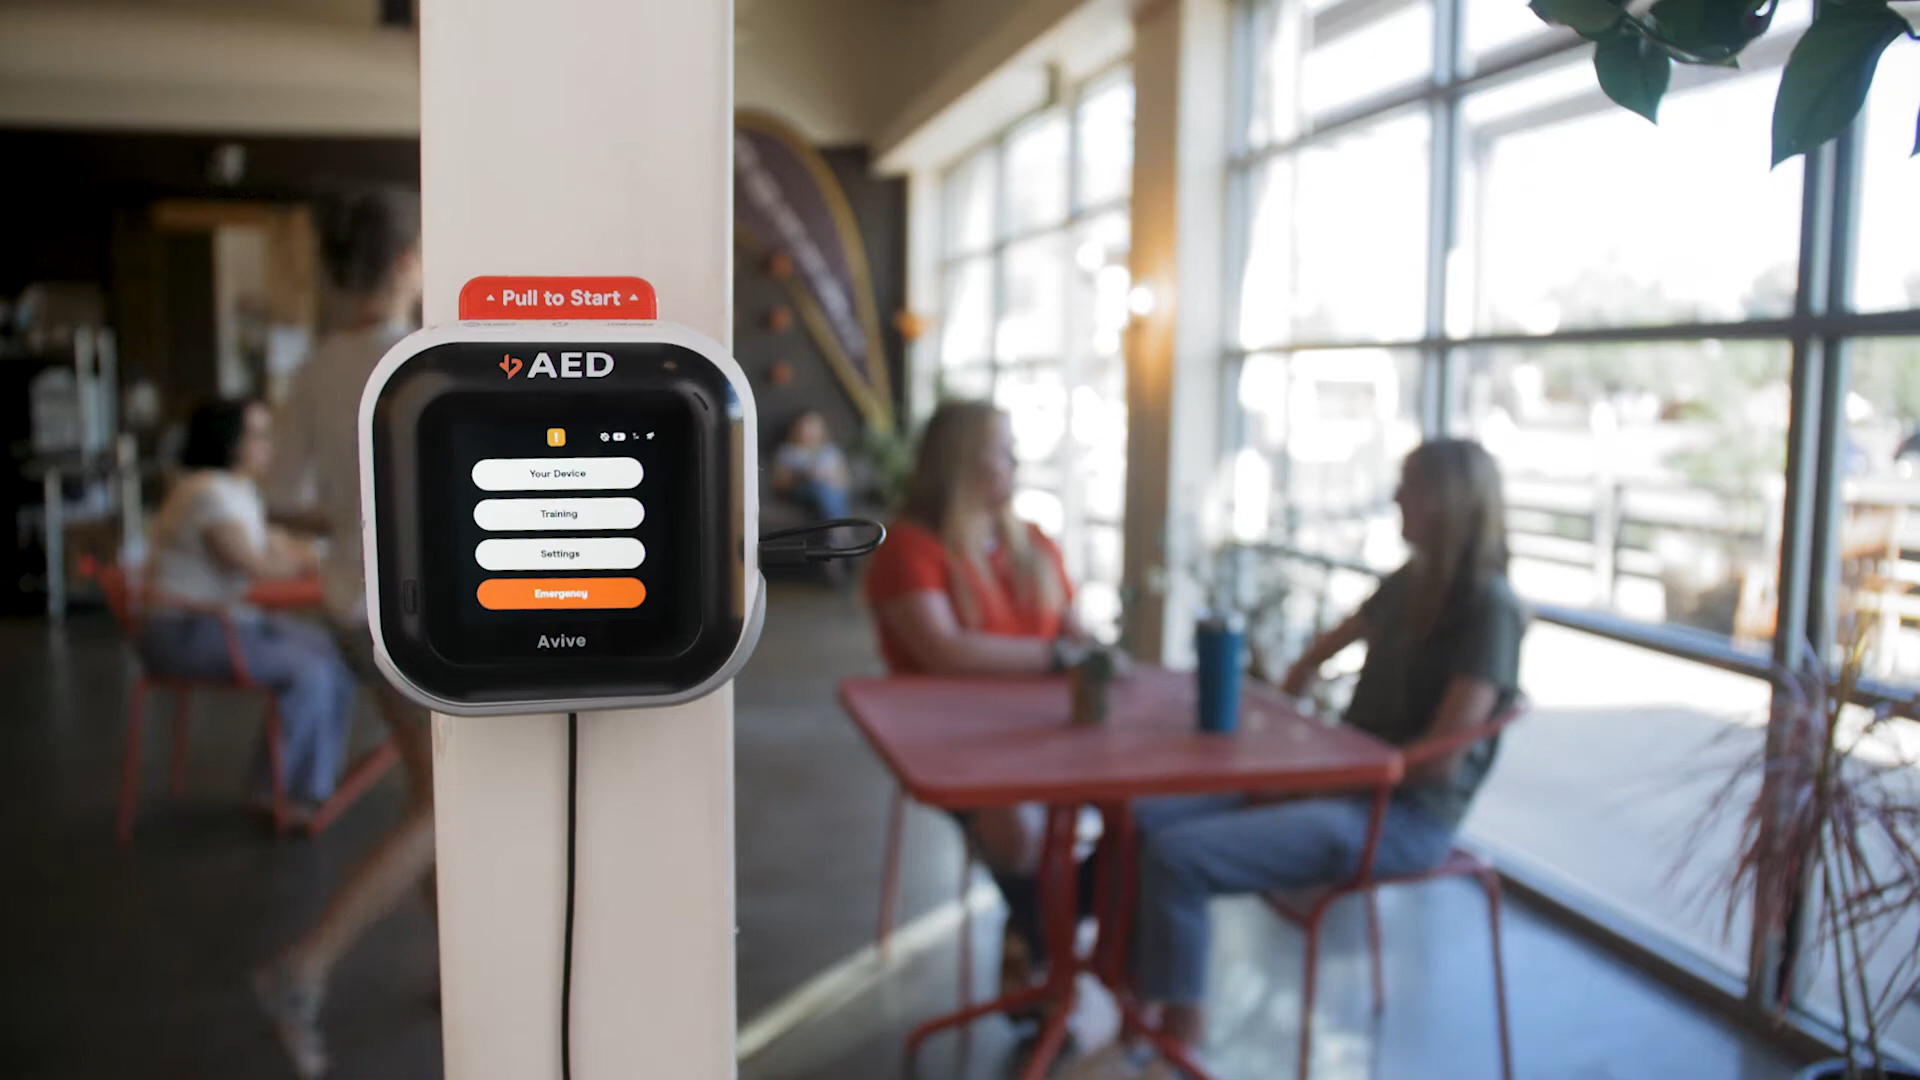 Pull to Start
AED
!
Your Device
Training
Settings
Emergency
Avive